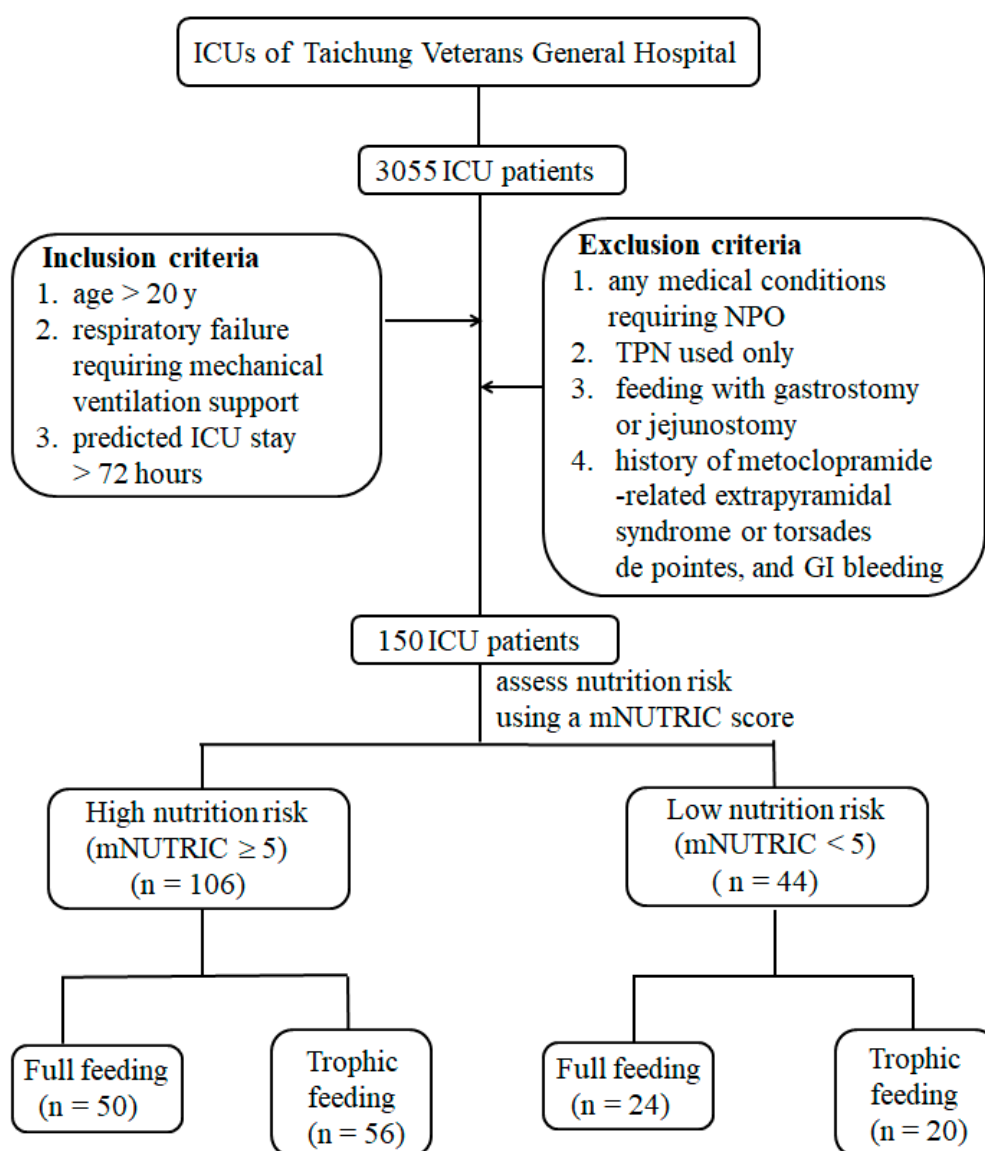 ICUs of Taichung Veterans General Hospital
3055 ICU patients
Inclusion criteria
1. age > 20 y
2. respiratory failure
requiring mechanical
ventilation support
3. predicted ICU stay
> 72 hours
Exclusion criteria
1. any medical conditions
requiring NPO
2. TPN used only
3. feeding with gastrostomy
or jejunostomy
4. history of metoclopramide
-related extrapyramidal
syndrome or torsades
de pointes, and GI bleeding
150 ICU patients
assess nutrition risk
using a mNUTRIC score
High nutrition risk
(mNUTRIC ≥ 5)
(n = 106)
Low nutrition risk
(mNUTRIC < 5)
( n = 44)
Full feeding
(n = 50)
Trophic
feeding
(n = 56)
Full feeding
(n = 24)
Trophic
feeding
(n = 20)